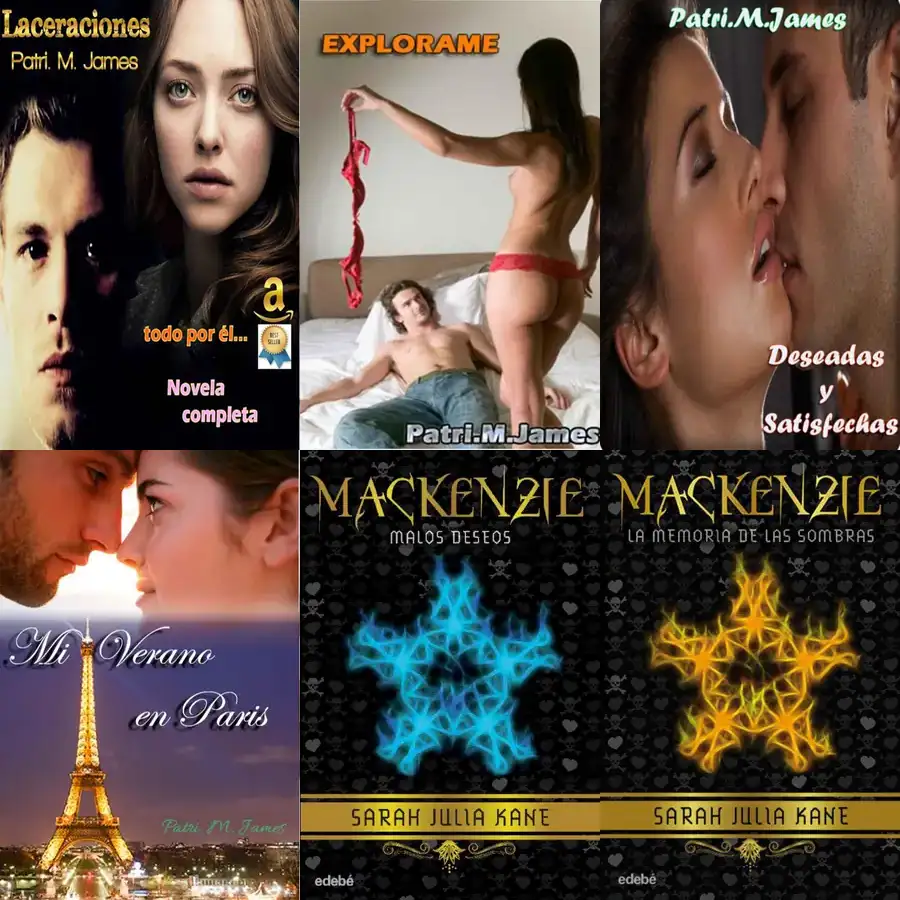 Laceraciones
Patri. M. James
todo por él...
BEST
SELLER
Novela
completa
EXPLORAME
Patri.M.James
Patri.M.James
Deseadas
y
Satisfechas
Mi Verano
en Paris
Patri. M. James
MACKENZIE
MALOS DESEOS
SARAH JULIA KANE
edebé
MACKENZIE
LA MEMORIA DE LAS SOMBRAS
SARAH JULIA KANE
edebé